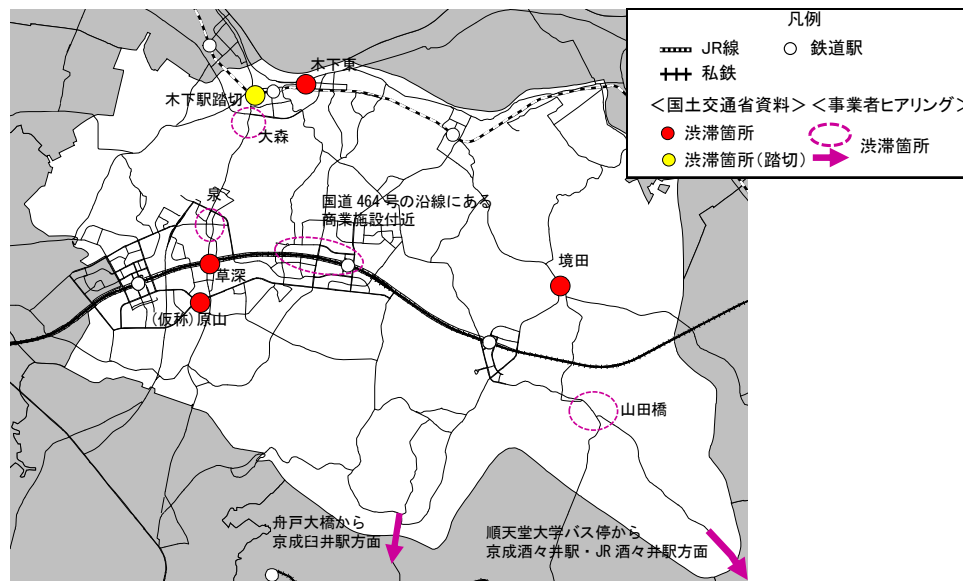 凡例
JR線
鉄道駅
私鉄
<国土交通省資料>
<事業者ヒアリング>
渋滞箇所
渋滞箇所(踏切)
渋滞箇所
木下東
木下駅踏切
大森
泉
国道464号の沿線にある
商業施設付近
草深
(仮称)原山
境田
山田橋
舟戸大橋から
京成臼井駅方面
順天堂大学バス停から
京成酒々井駅・JR酒々井駅方面